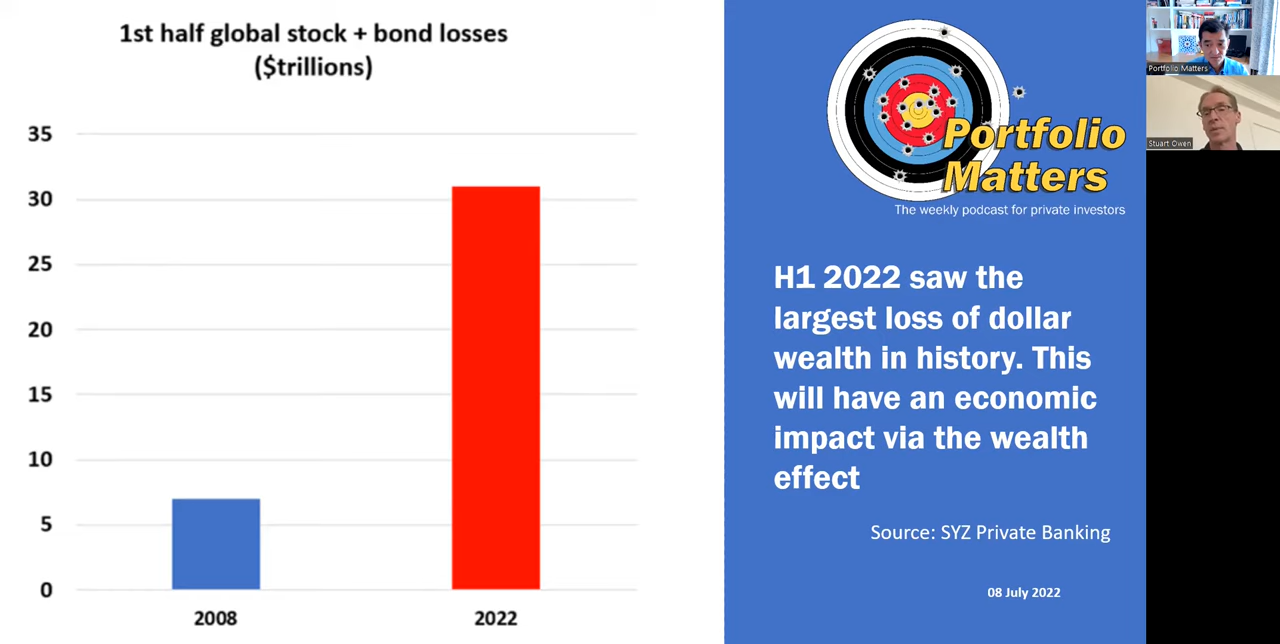 1st half global stock + bond losses
($trillions)
35
30
25
20
15
10
5
0
2008
2022
Portfolio
Matters
The weekly podcast for private investors
H1 2022 saw the
largest loss of dollar
wealth in history. This
will have an economic
impact via the wealth
effect
Source: SYZ Private Banking
08 July 2022
Portfolio Matters
Stuart Owen